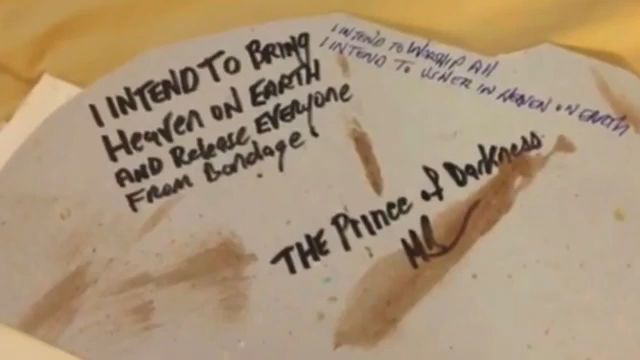 I INTEND TO BRING
Heaven ON EARTH
AND Release EVERYONE
FROM Bondage!
I INTEND TO WORSHIP All
I INTEND TO USHER IN HEAVEN ON EARTH
THE Prince of Darkness